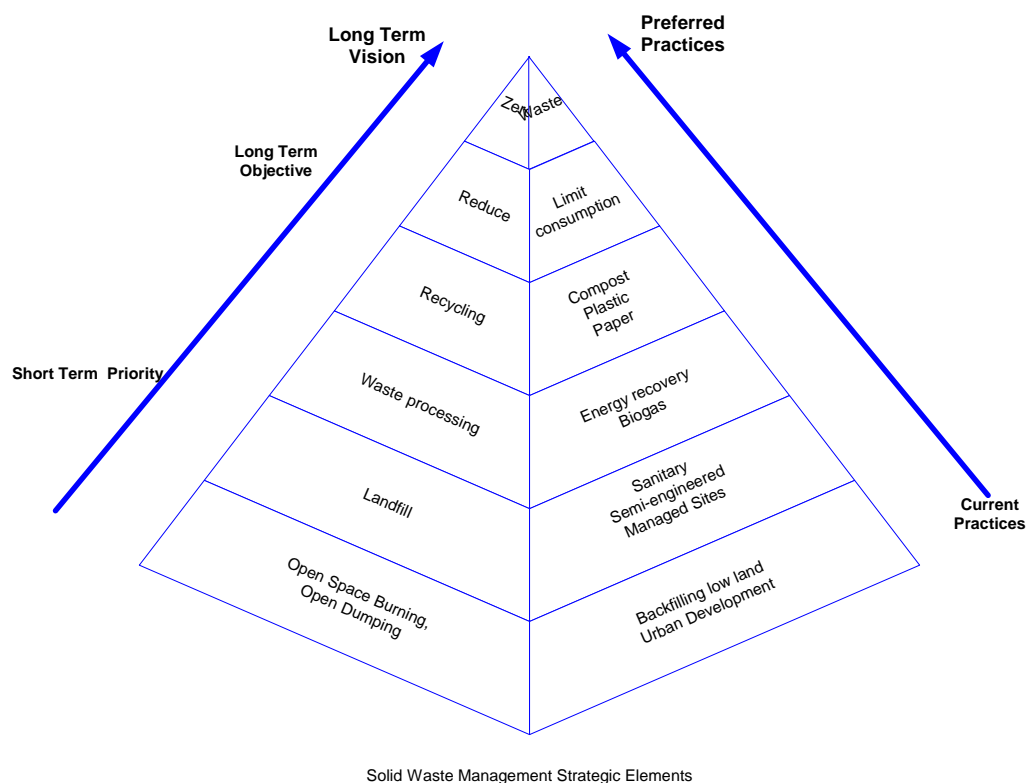 Long Term
Vision
Preferred
Practices
Zero
Waste
Long Term
Objective
Reduce
Limit
consumption
Recycling
Compost
Plastic
Paper
Short Term Priority
Waste processing
Energy recovery
Biogas
Landfill
Sanitary
Semi-engineered
Managed Sites
Current
Practices
Open Space Burning,
Open Dumping
Backfilling low land
Urban Development
Solid Waste Management Strategic Elements